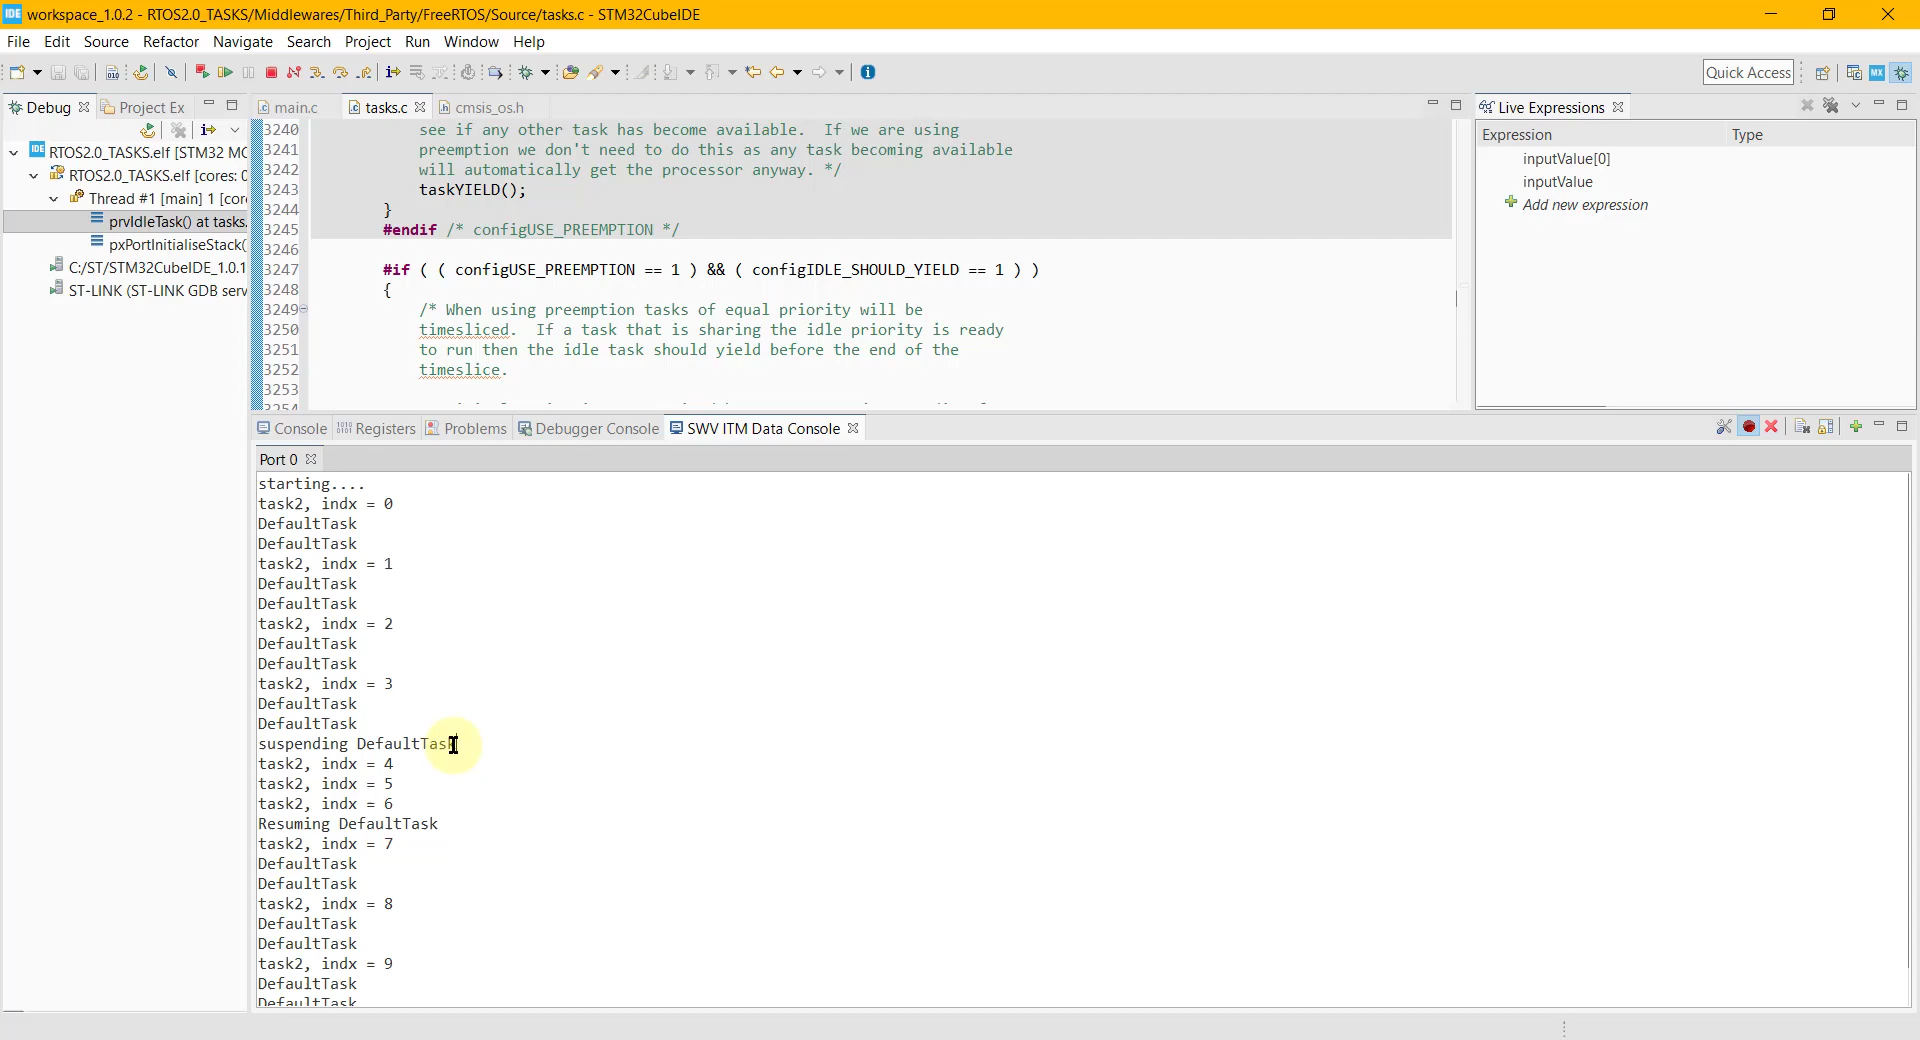 IDE workspace_1.0.2 - RTOS2.0_TASKS/Middlewares/Third_Party/FreeRTOS/Source/tasks.c - STM32CubeIDE
File Edit Source Refactor Navigate Search Project Run Window Help
Quick Access
MX
Debug Project Ex
IDE RTOS2.0_TASKS.elf [STM32 MC
RTOS2.0_TASKS.elf [cores: 0
Thread #1 [main] 1 [cor
prvIdleTask() at tasks.
pxPortInitialiseStack(
C:/ST/STM32CubeIDE_1.0.1
ST-LINK (ST-LINK GDB serv
main.c tasks.c cmsis_os.h
3240 see if any other task has become available. If we are using
3241 preemption we don't need to do this as any task becoming available
3242 will automatically get the processor anyway. */
3243 taskYIELD();
3244 }
3245 #endif /* configUSE_PREEMPTION */
3246
3247 #if ( ( configUSE_PREEMPTION == 1 ) && ( configIDLE_SHOULD_YIELD == 1 ) )
3248 {
3249 /* When using preemption tasks of equal priority will be
3250 timesliced. If a task that is sharing the idle priority is ready
3251 to run then the idle task should yield before the end of the
3252 timeslice.
3253
3254
Live Expressions
Expression Type
inputValue[0]
inputValue
Add new expression
Console Registers Problems Debugger Console SWV ITM Data Console
Port 0
starting....
task2, indx = 0
DefaultTask
DefaultTask
task2, indx = 1
DefaultTask
DefaultTask
task2, indx = 2
DefaultTask
DefaultTask
task2, indx = 3
DefaultTask
DefaultTask
suspending DefaultTask
task2, indx = 4
task2, indx = 5
task2, indx = 6
Resuming DefaultTask
task2, indx = 7
DefaultTask
DefaultTask
task2, indx = 8
DefaultTask
DefaultTask
task2, indx = 9
DefaultTask
DefaultTask